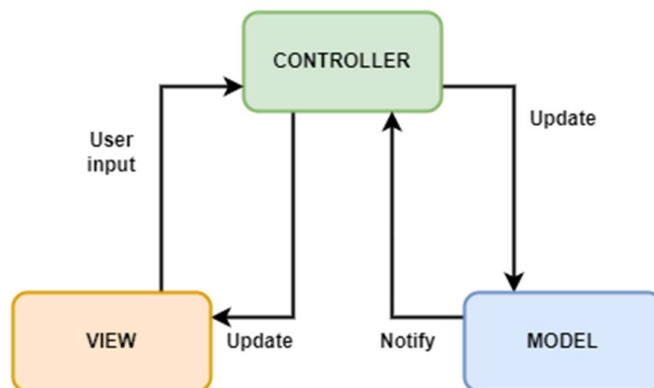 CONTROLLER
User
input
Update
VIEW
Update
Notify
MODEL